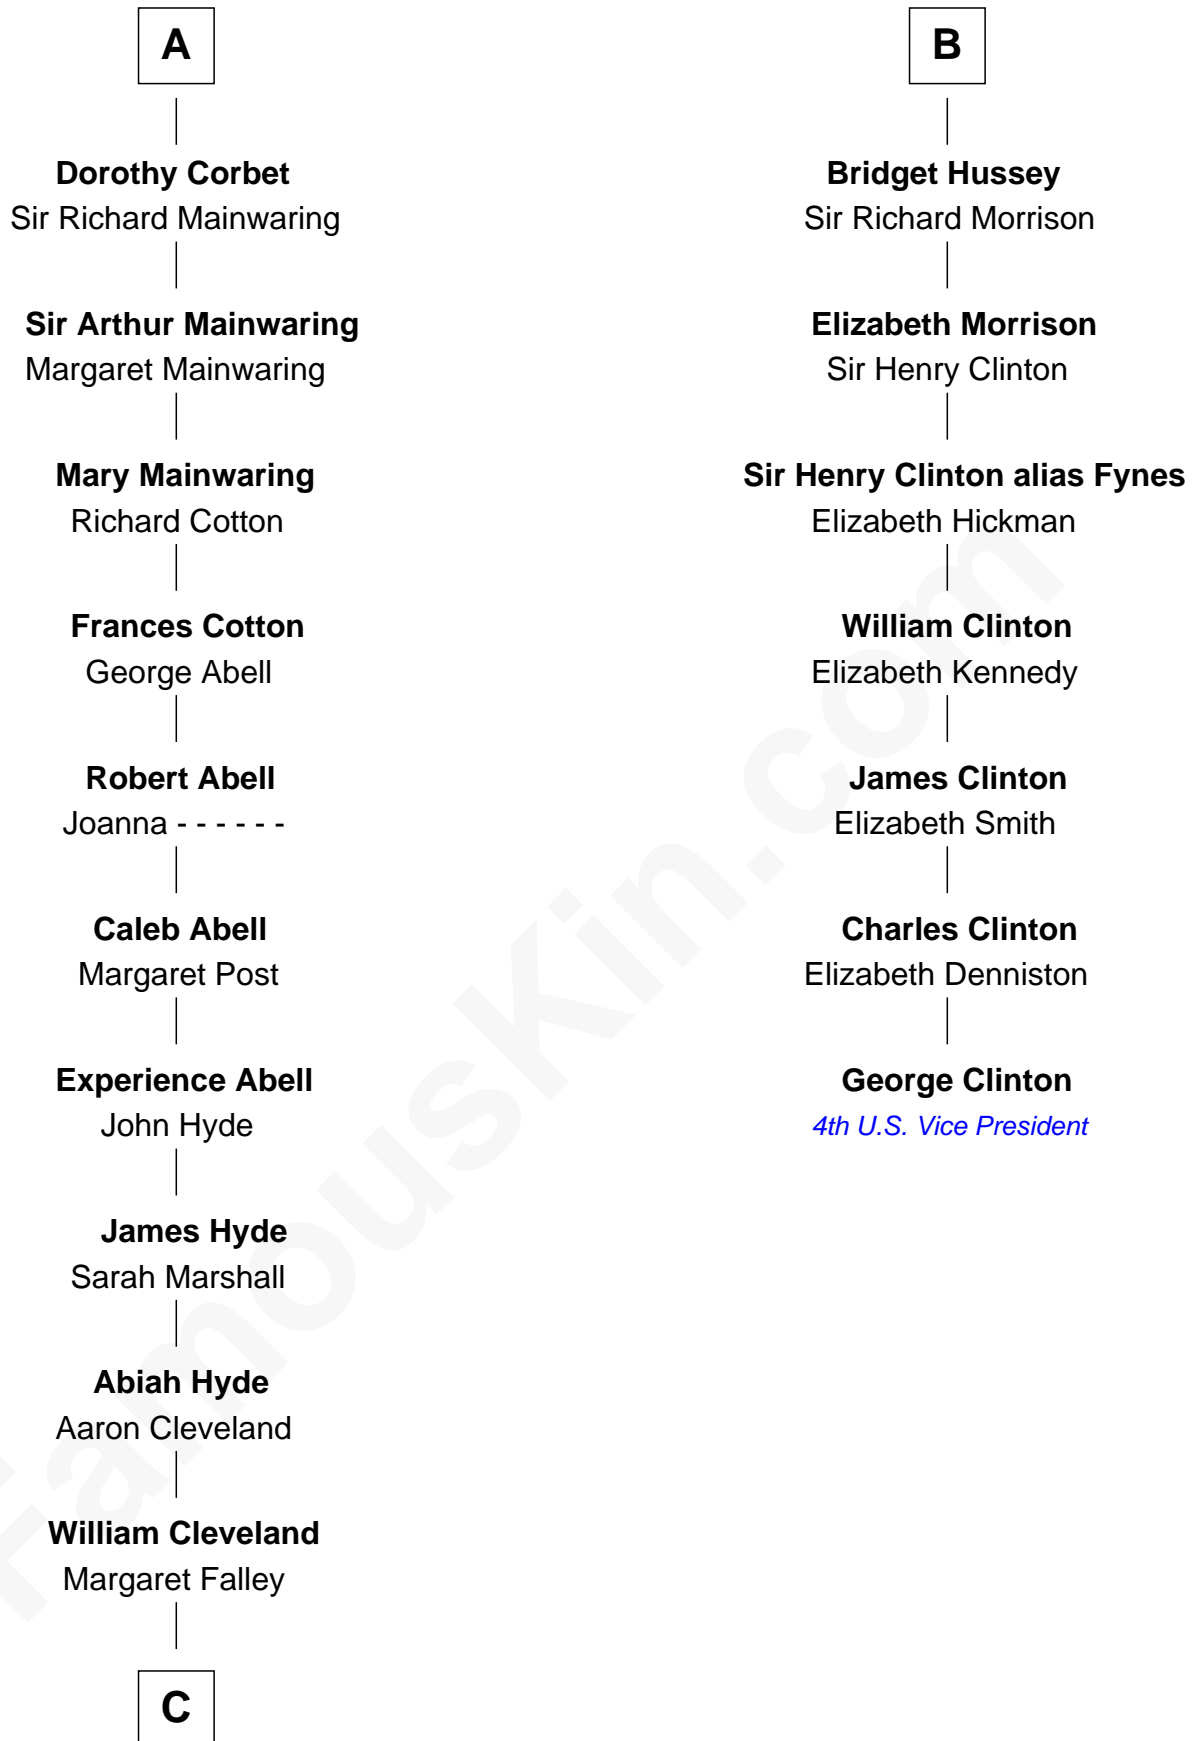 A
Dorothy Corbet
Sir Richard Mainwaring
Sir Arthur Mainwaring
Margaret Mainwaring
Mary Mainwaring
Richard Cotton
Frances Cotton
George Abell
Robert Abell
Joanna - - - - - -
Caleb Abell
Margaret Post
Experience Abell
John Hyde
James Hyde
Sarah Marshall
Abiah Hyde
Aaron Cleveland
William Cleveland
Margaret Falley
C
B
Bridget Hussey
Sir Richard Morrison
Elizabeth Morrison
Sir Henry Clinton
Sir Henry Clinton alias Fynes
Elizabeth Hickman
William Clinton
Elizabeth Kennedy
James Clinton
Elizabeth Smith
Charles Clinton
Elizabeth Denniston
George Clinton
4th U.S. Vice President
FamousKin.com